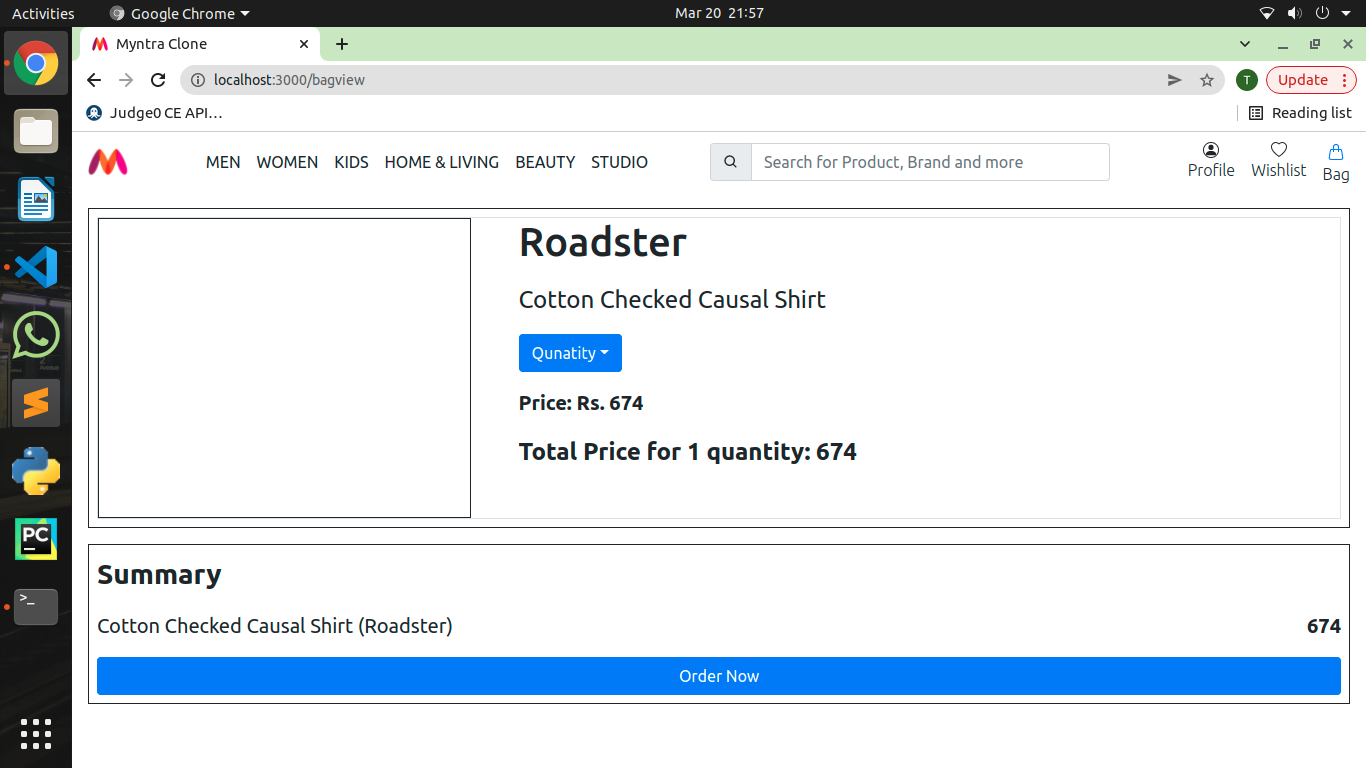 Activities Google Chrome Mar 20 21:57
Myntra Clone
localhost:3000/bagview T Update
Judge0 CE API… Reading list
MEN WOMEN KIDS HOME & LIVING BEAUTY STUDIO Search for Product, Brand and more Profile Wishlist Bag
Roadster
Cotton Checked Causal Shirt
Qunatity
Price: Rs. 674
Total Price for 1 quantity: 674
PC
>_
Summary
Cotton Checked Causal Shirt (Roadster) 674
Order Now